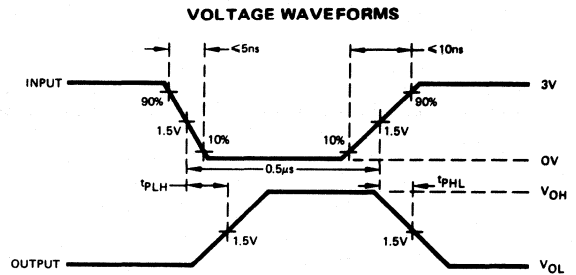 VOLTAGE WAVEFORMS
≤5ns
≤10ns
INPUT
3V
90%
90%
1.5V
1.5V
10%
10%
0V
0.5μs
tPLH
tPHL
VOH
1.5V
1.5V
OUTPUT
VOL